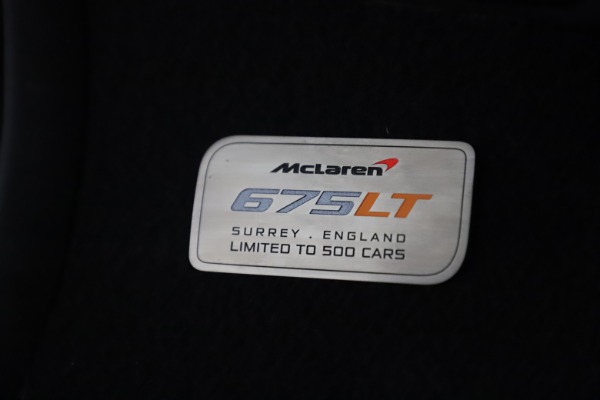 McLaren
675LT
SURREY . ENGLAND
LIMITED TO 500 CARS